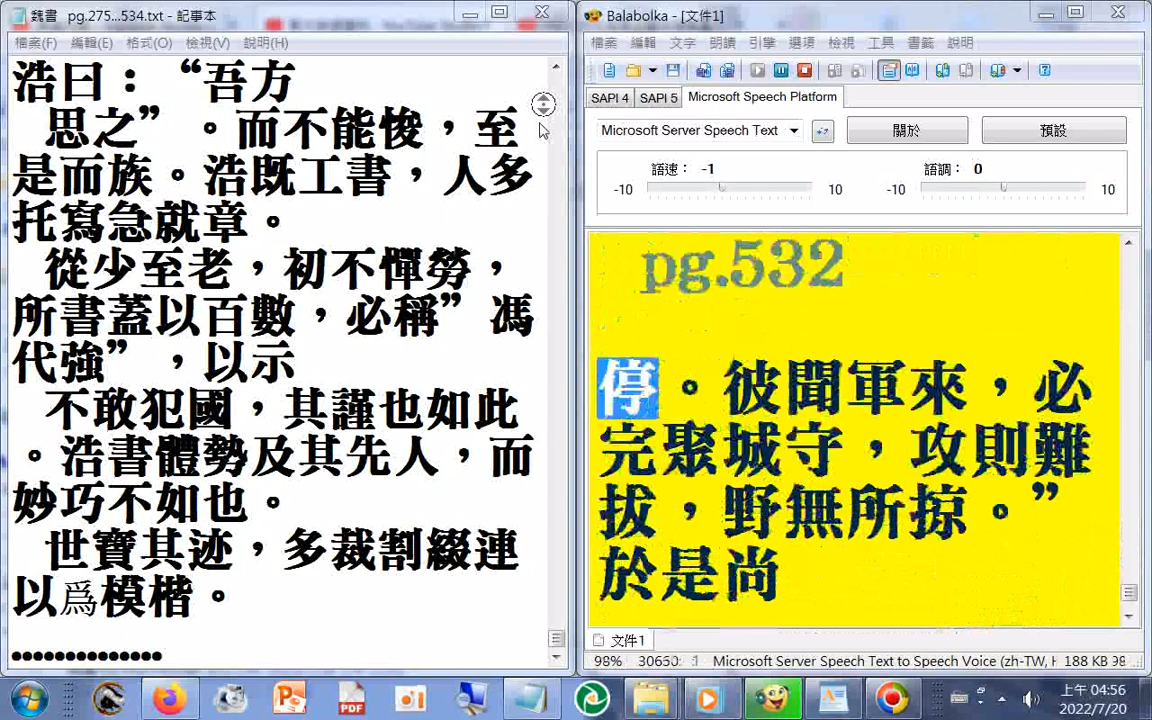 魏書 pg.275...534.txt - 記事本
檔案(F) 編輯(E) 格式(O) 檢視(V) 說明(H)
浩曰：“吾方
思之”。而不能悛，至
是而族。浩既工書，人多
托寫急就章。
從少至老，初不憚勞，
所書蓋以百數，必稱”馮
代強”，以示
不敢犯國，其謹也如此
。浩書體勢及其先人，而
妙巧不如也。
世寶其迹，多裁割綴連
以爲模楷。
●●●●●●●●●●●●●●
Balabolka - [文件1]
檔案 編輯 文字 朗讀 引擎 選項 檢視 工具 書籤 說明
SAPI 4 SAPI 5 Microsoft Speech Platform
Microsoft Server Speech Text 關於 預設
語速： -1 語調： 0
-10 10 -10 10
pg.532
停。彼聞軍來，必
完聚城守，攻則難
拔，野無所掠。”
於是尚
文件1
98% 30650: 1 Microsoft Server Speech Text to Speech Voice (zh-TW, H 188 KB 98
PDF
上午 04:56
2022/7/20